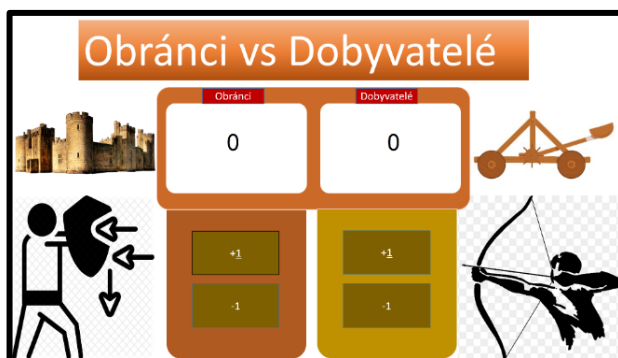 Obránci vs Dobyvatelé
Obránci Dobyvatelé
0 0
+1 +1
-1 -1